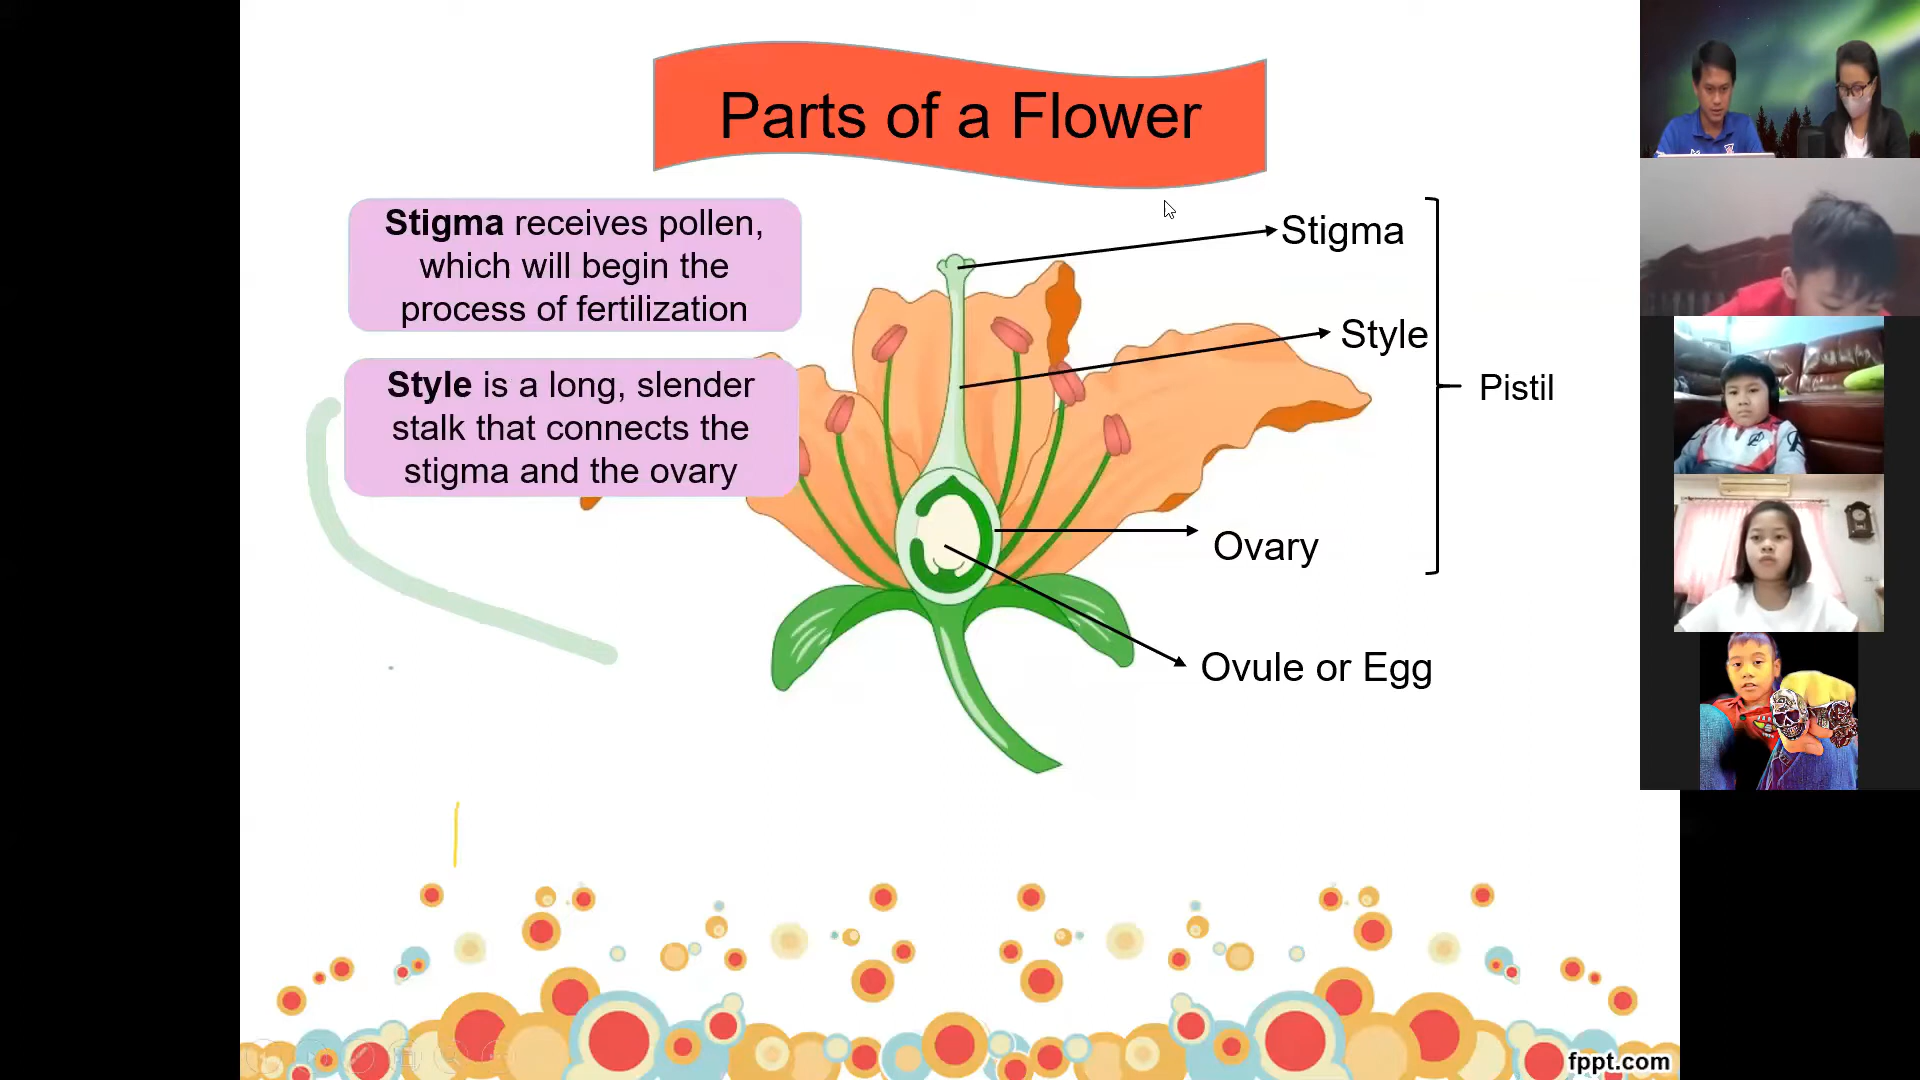 Parts of a Flower
Stigma receives pollen,
which will begin the
process of fertilization
Style is a long, slender
stalk that connects the
stigma and the ovary
Stigma
Style
Pistil
Ovary
Ovule or Egg
fppt.com